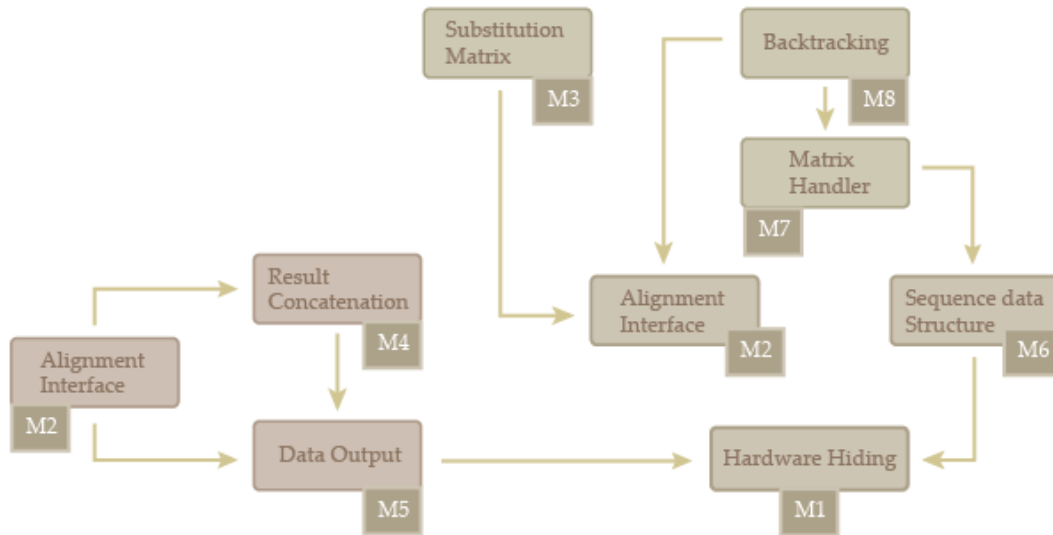 Substitution
Matrix
M3
Backtracking
M8
Matrix
Handler
M7
Result
Concatenation
M4
Alignment
Interface
M2
Sequence data
Structure
M6
Alignment
Interface
M2
Data Output
M5
Hardware Hiding
M1